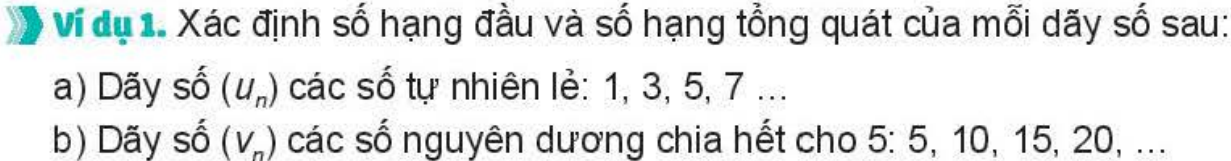 Ví dụ 1. Xác định số hạng đầu và số hạng tổng quát của mỗi dãy số sau:
a) Dãy số (uₙ) các số tự nhiên lẻ: 1, 3, 5, 7 ...
b) Dãy số (vₙ) các số nguyên dương chia hết cho 5: 5, 10, 15, 20, ...